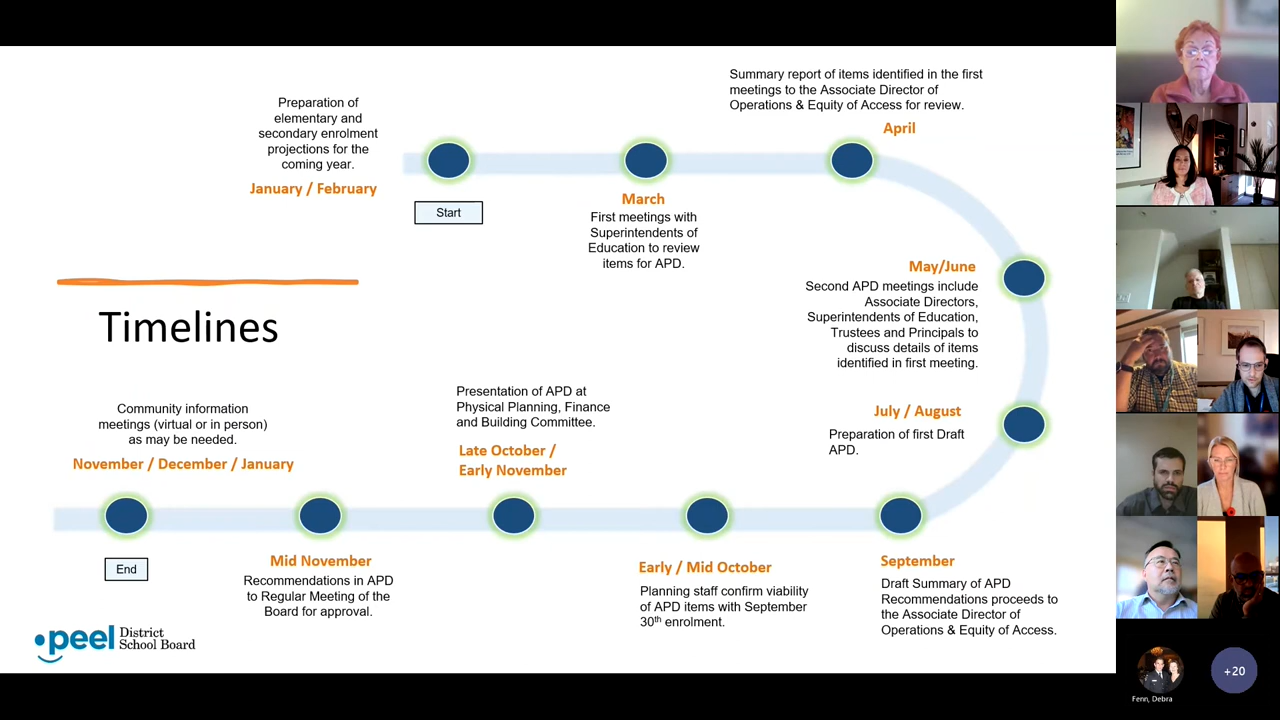 Preparation of
elementary and
secondary enrolment
projections for the
coming year.
January / February
Start
March
First meetings with
Superintendents of
Education to review
items for APD.
Summary report of items identified in the first
meetings to the Associate Director of
Operations & Equity of Access for review.
April
May/June
Second APD meetings include
Associate Directors,
Superintendents of Education,
Trustees and Principals to
discuss details of items
identified in first meeting.
Timelines
July / August
Preparation of first Draft
APD.
September
Draft Summary of APD
Recommendations proceeds to
the Associate Director of
Operations & Equity of Access.
Early / Mid October
Planning staff confirm viability
of APD items with September
30th enrolment.
Presentation of APD at
Physical Planning, Finance
and Building Committee.
Late October /
Early November
Mid November
Recommendations in APD
to Regular Meeting of the
Board for approval.
Community information
meetings (virtual or in person)
as may be needed.
November / December / January
End
peel District
School Board
Fenn, Debra
+20